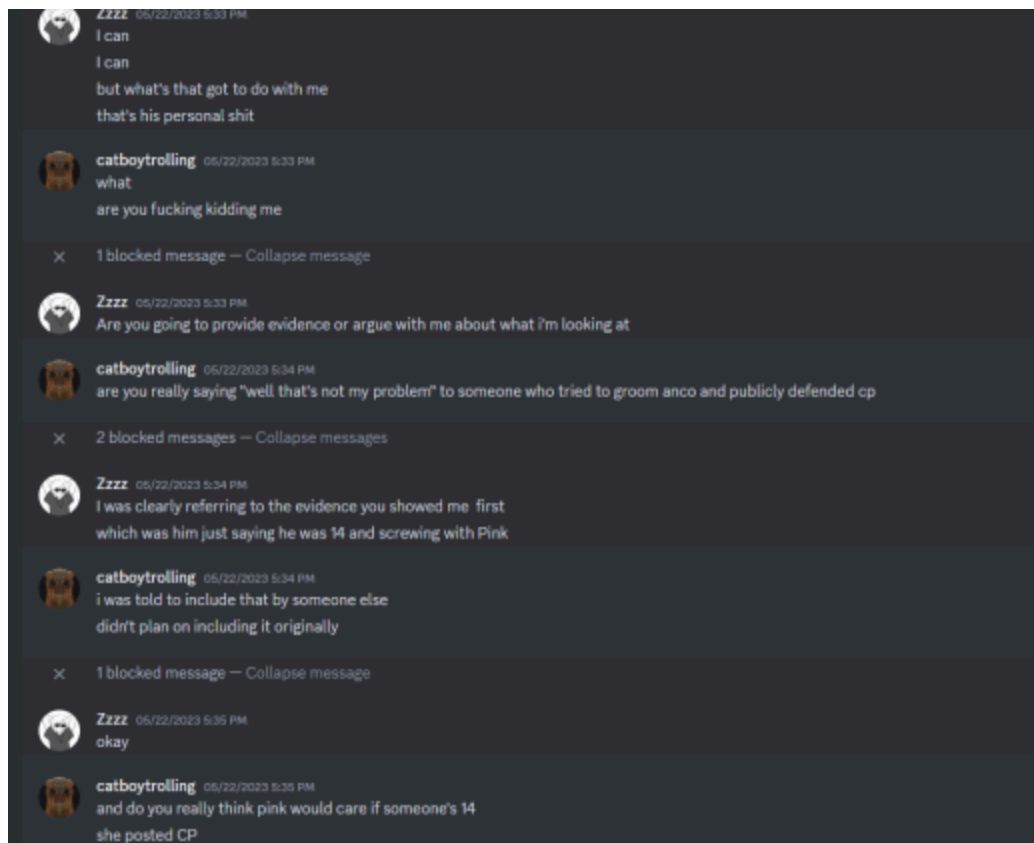 Zzzz 05/22/2023 5:33 PM
I can
I can
but what's that got to do with me
that's his personal shit
catboytrolling 05/22/2023 5:33 PM
what
are you fucking kidding me
1 blocked message — Collapse message
Zzzz 05/22/2023 5:33 PM
Are you going to provide evidence or argue with me about what i'm looking at
catboytrolling 05/22/2023 5:34 PM
are you really saying "well that's not my problem" to someone who tried to groom anco and publicly defended cp
2 blocked messages — Collapse messages
Zzzz 05/22/2023 5:34 PM
I was clearly referring to the evidence you showed me first
which was him just saying he was 14 and screwing with Pink
catboytrolling 05/22/2023 5:34 PM
i was told to include that by someone else
didn't plan on including it originally
1 blocked message — Collapse message
Zzzz 05/22/2023 5:35 PM
okay
catboytrolling 05/22/2023 5:35 PM
and do you really think pink would care if someone's 14
she posted CP